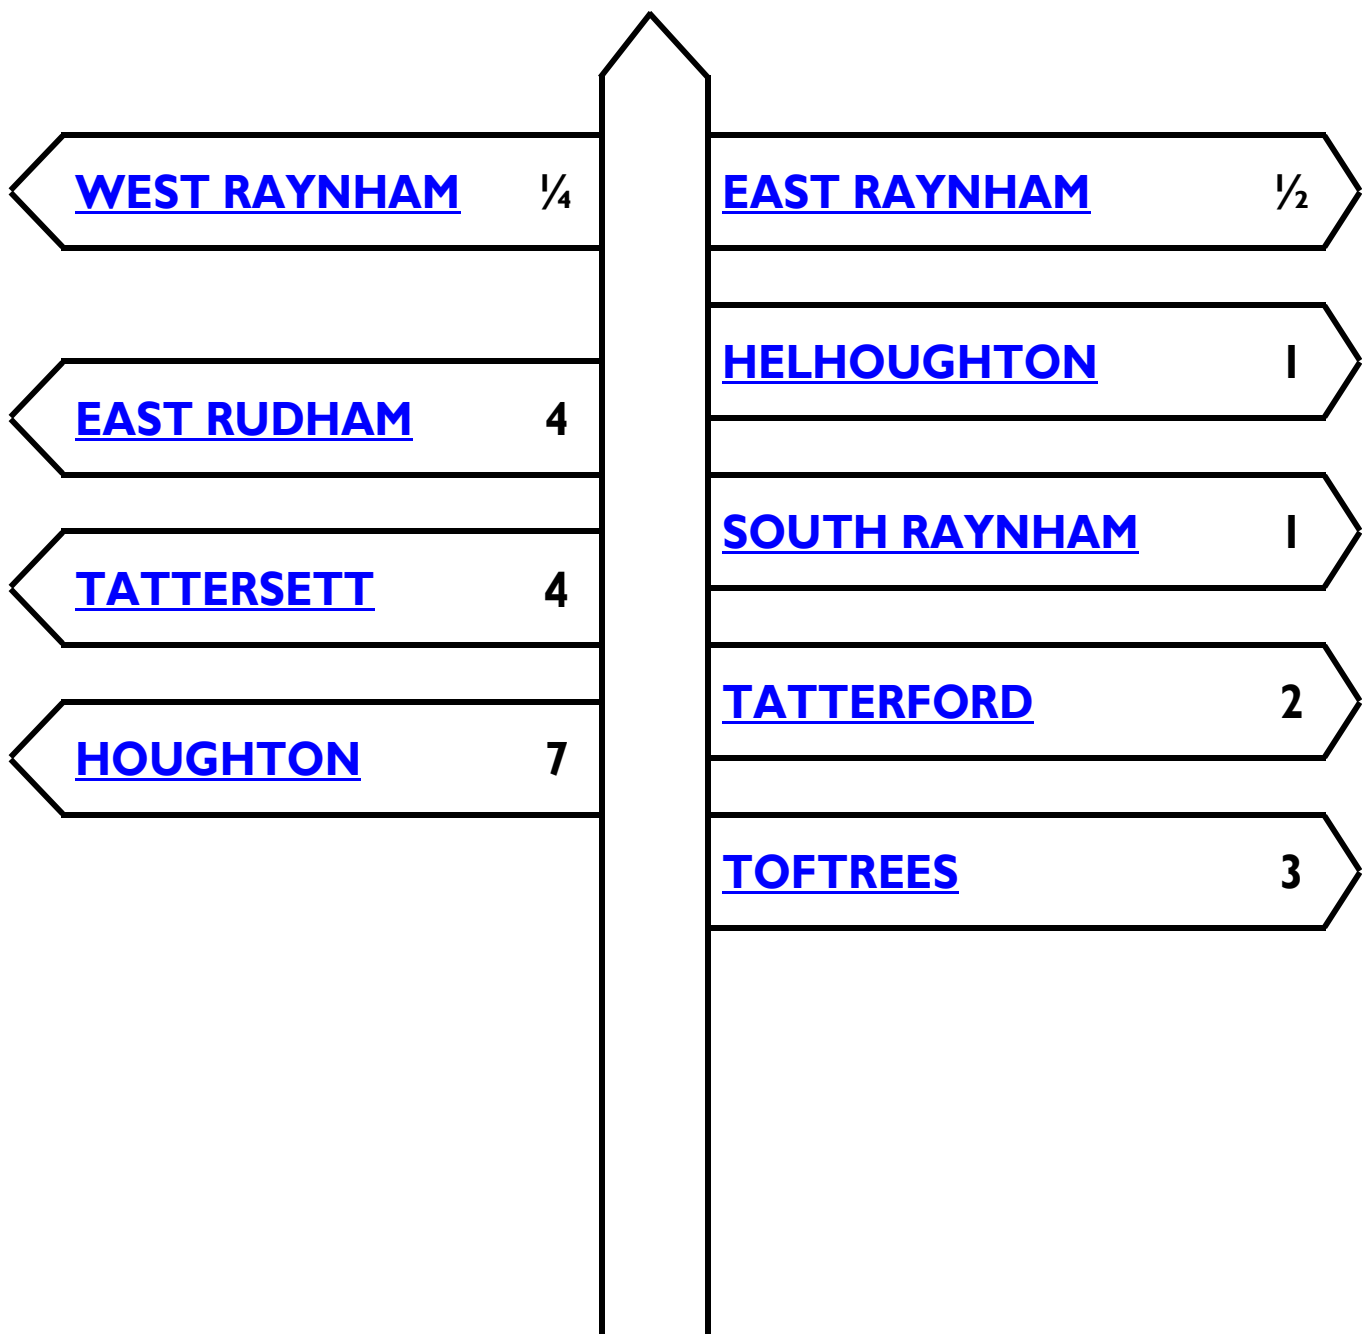 WEST RAYNHAM ¼
EAST RUDHAM 4
TATTERSETT 4
HOUGHTON 7
EAST RAYNHAM ½
HELHOUGHTON 1
SOUTH RAYNHAM 1
TATTERFORD 2
TOFTREES 3